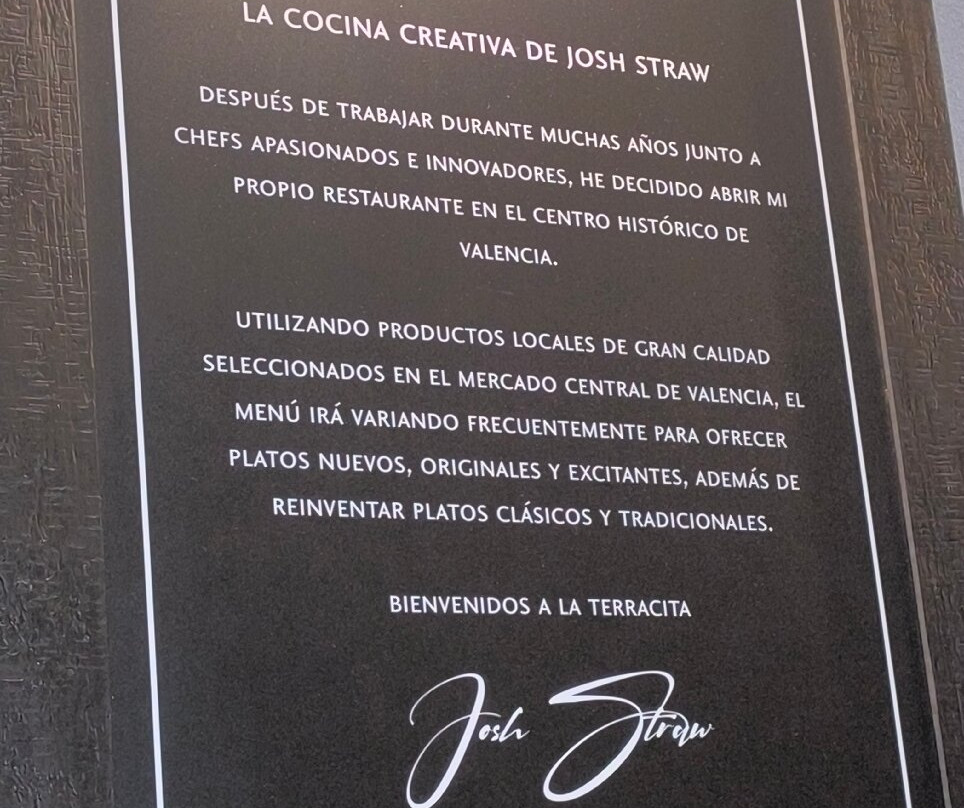 LA COCINA CREATIVA DE JOSH STRAW
DESPUÉS DE TRABAJAR DURANTE MUCHAS AÑOS JUNTO A
CHEFS APASIONADOS E INNOVADORES, HE DECIDIDO ABRIR MI
PROPIO RESTAURANTE EN EL CENTRO HISTÓRICO DE
VALENCIA.
UTILIZANDO PRODUCTOS LOCALES DE GRAN CALIDAD
SELECCIONADOS EN EL MERCADO CENTRAL DE VALENCIA, EL
MENÚ IRÁ VARIANDO FRECUENTEMENTE PARA OFRECER
PLATOS NUEVOS, ORIGINALES Y EXCITANTES, ADEMÁS DE
REINVENTAR PLATOS CLÁSICOS Y TRADICIONALES.
BIENVENIDOS A LA TERRACITA
Josh Straw